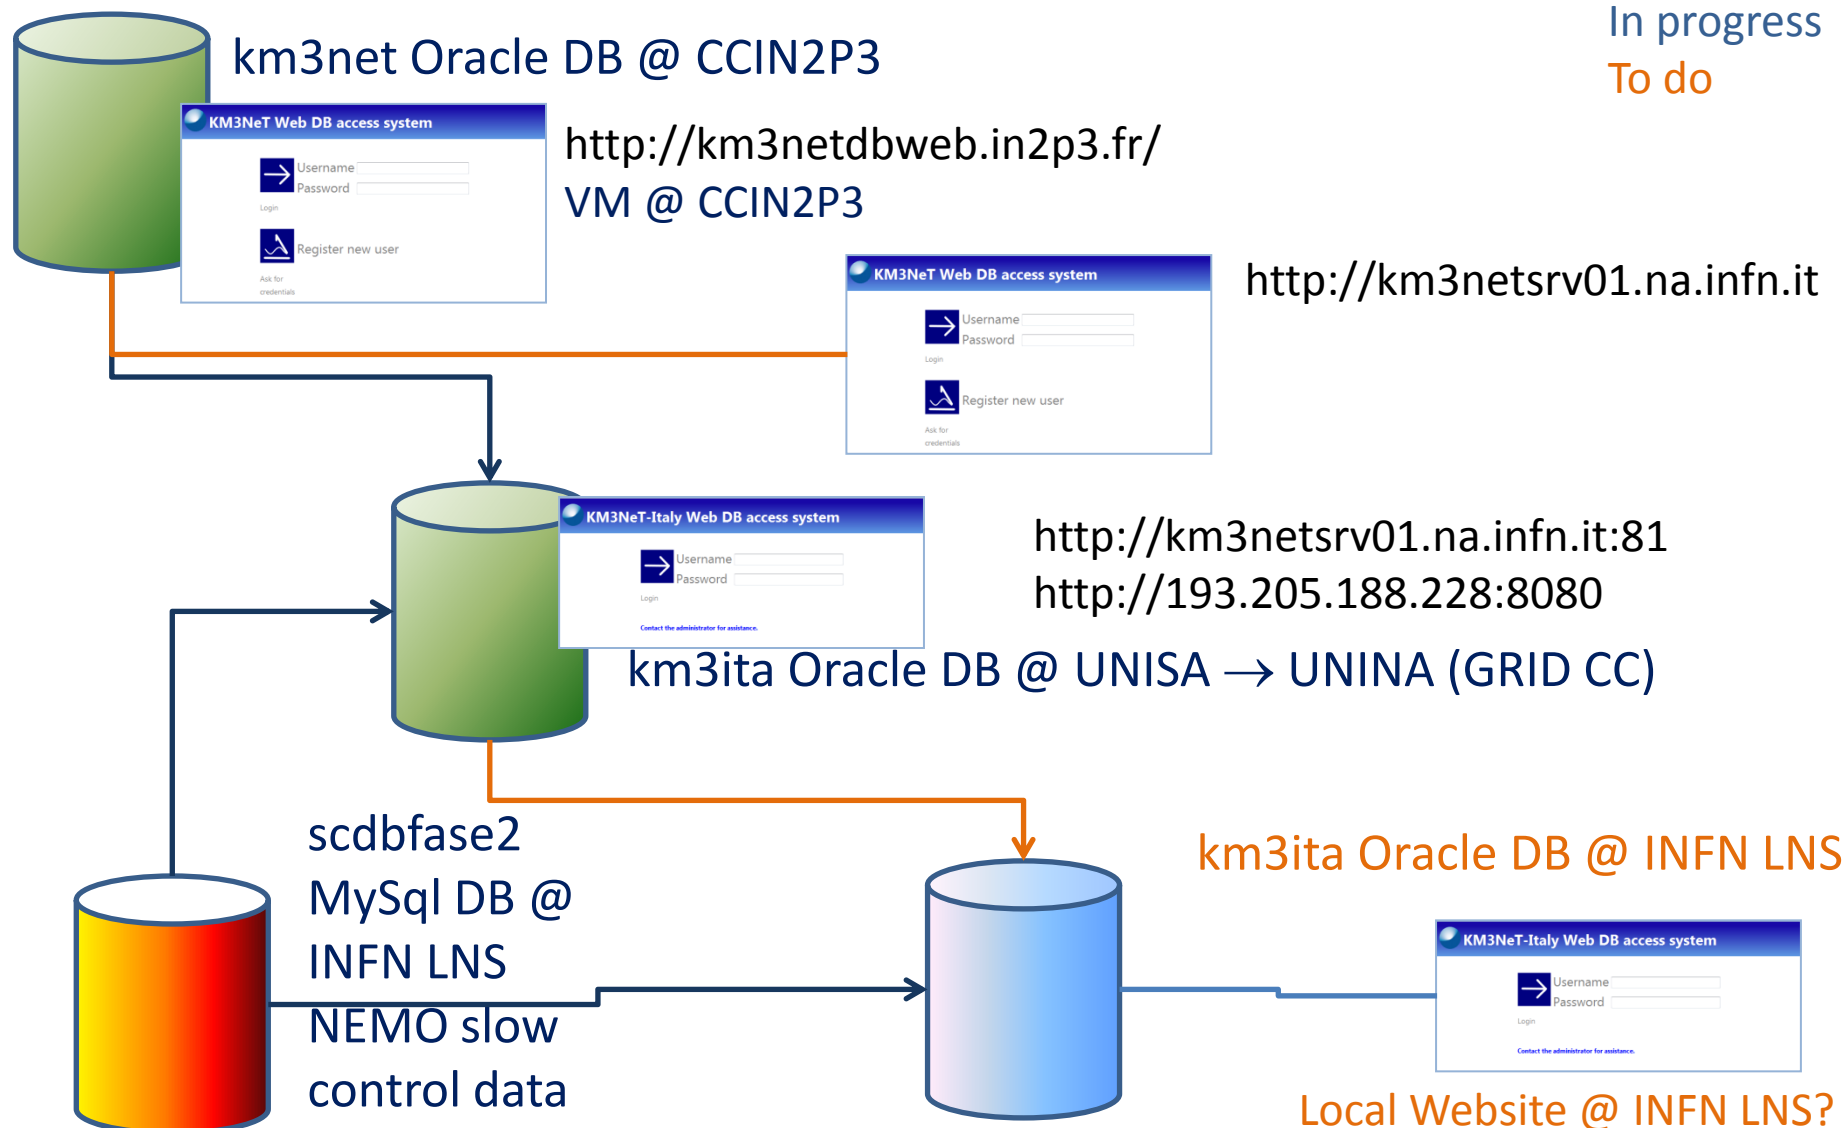 In progress
To do
km3net Oracle DB @ CCIN2P3
KM3NeT Web DB access system
Username
Password
Login
Register new user
Ask for
credentials
http://km3netdbweb.in2p3.fr/
VM @ CCIN2P3
KM3NeT Web DB access system
Username
Password
Login
Register new user
Ask for
credentials
http://km3netsrv01.na.infn.it
KM3NeT-Italy Web DB access system
Username
Password
Login
Contact the administrator for assistance.
http://km3netsrv01.na.infn.it:81
http://193.205.188.228:8080
km3ita Oracle DB @ UNISA → UNINA (GRID CC)
scdbfase2
MySql DB @
INFN LNS
NEMO slow
control data
km3ita Oracle DB @ INFN LNS
KM3NeT-Italy Web DB access system
Username
Password
Login
Contact the administrator for assistance.
Local Website @ INFN LNS?